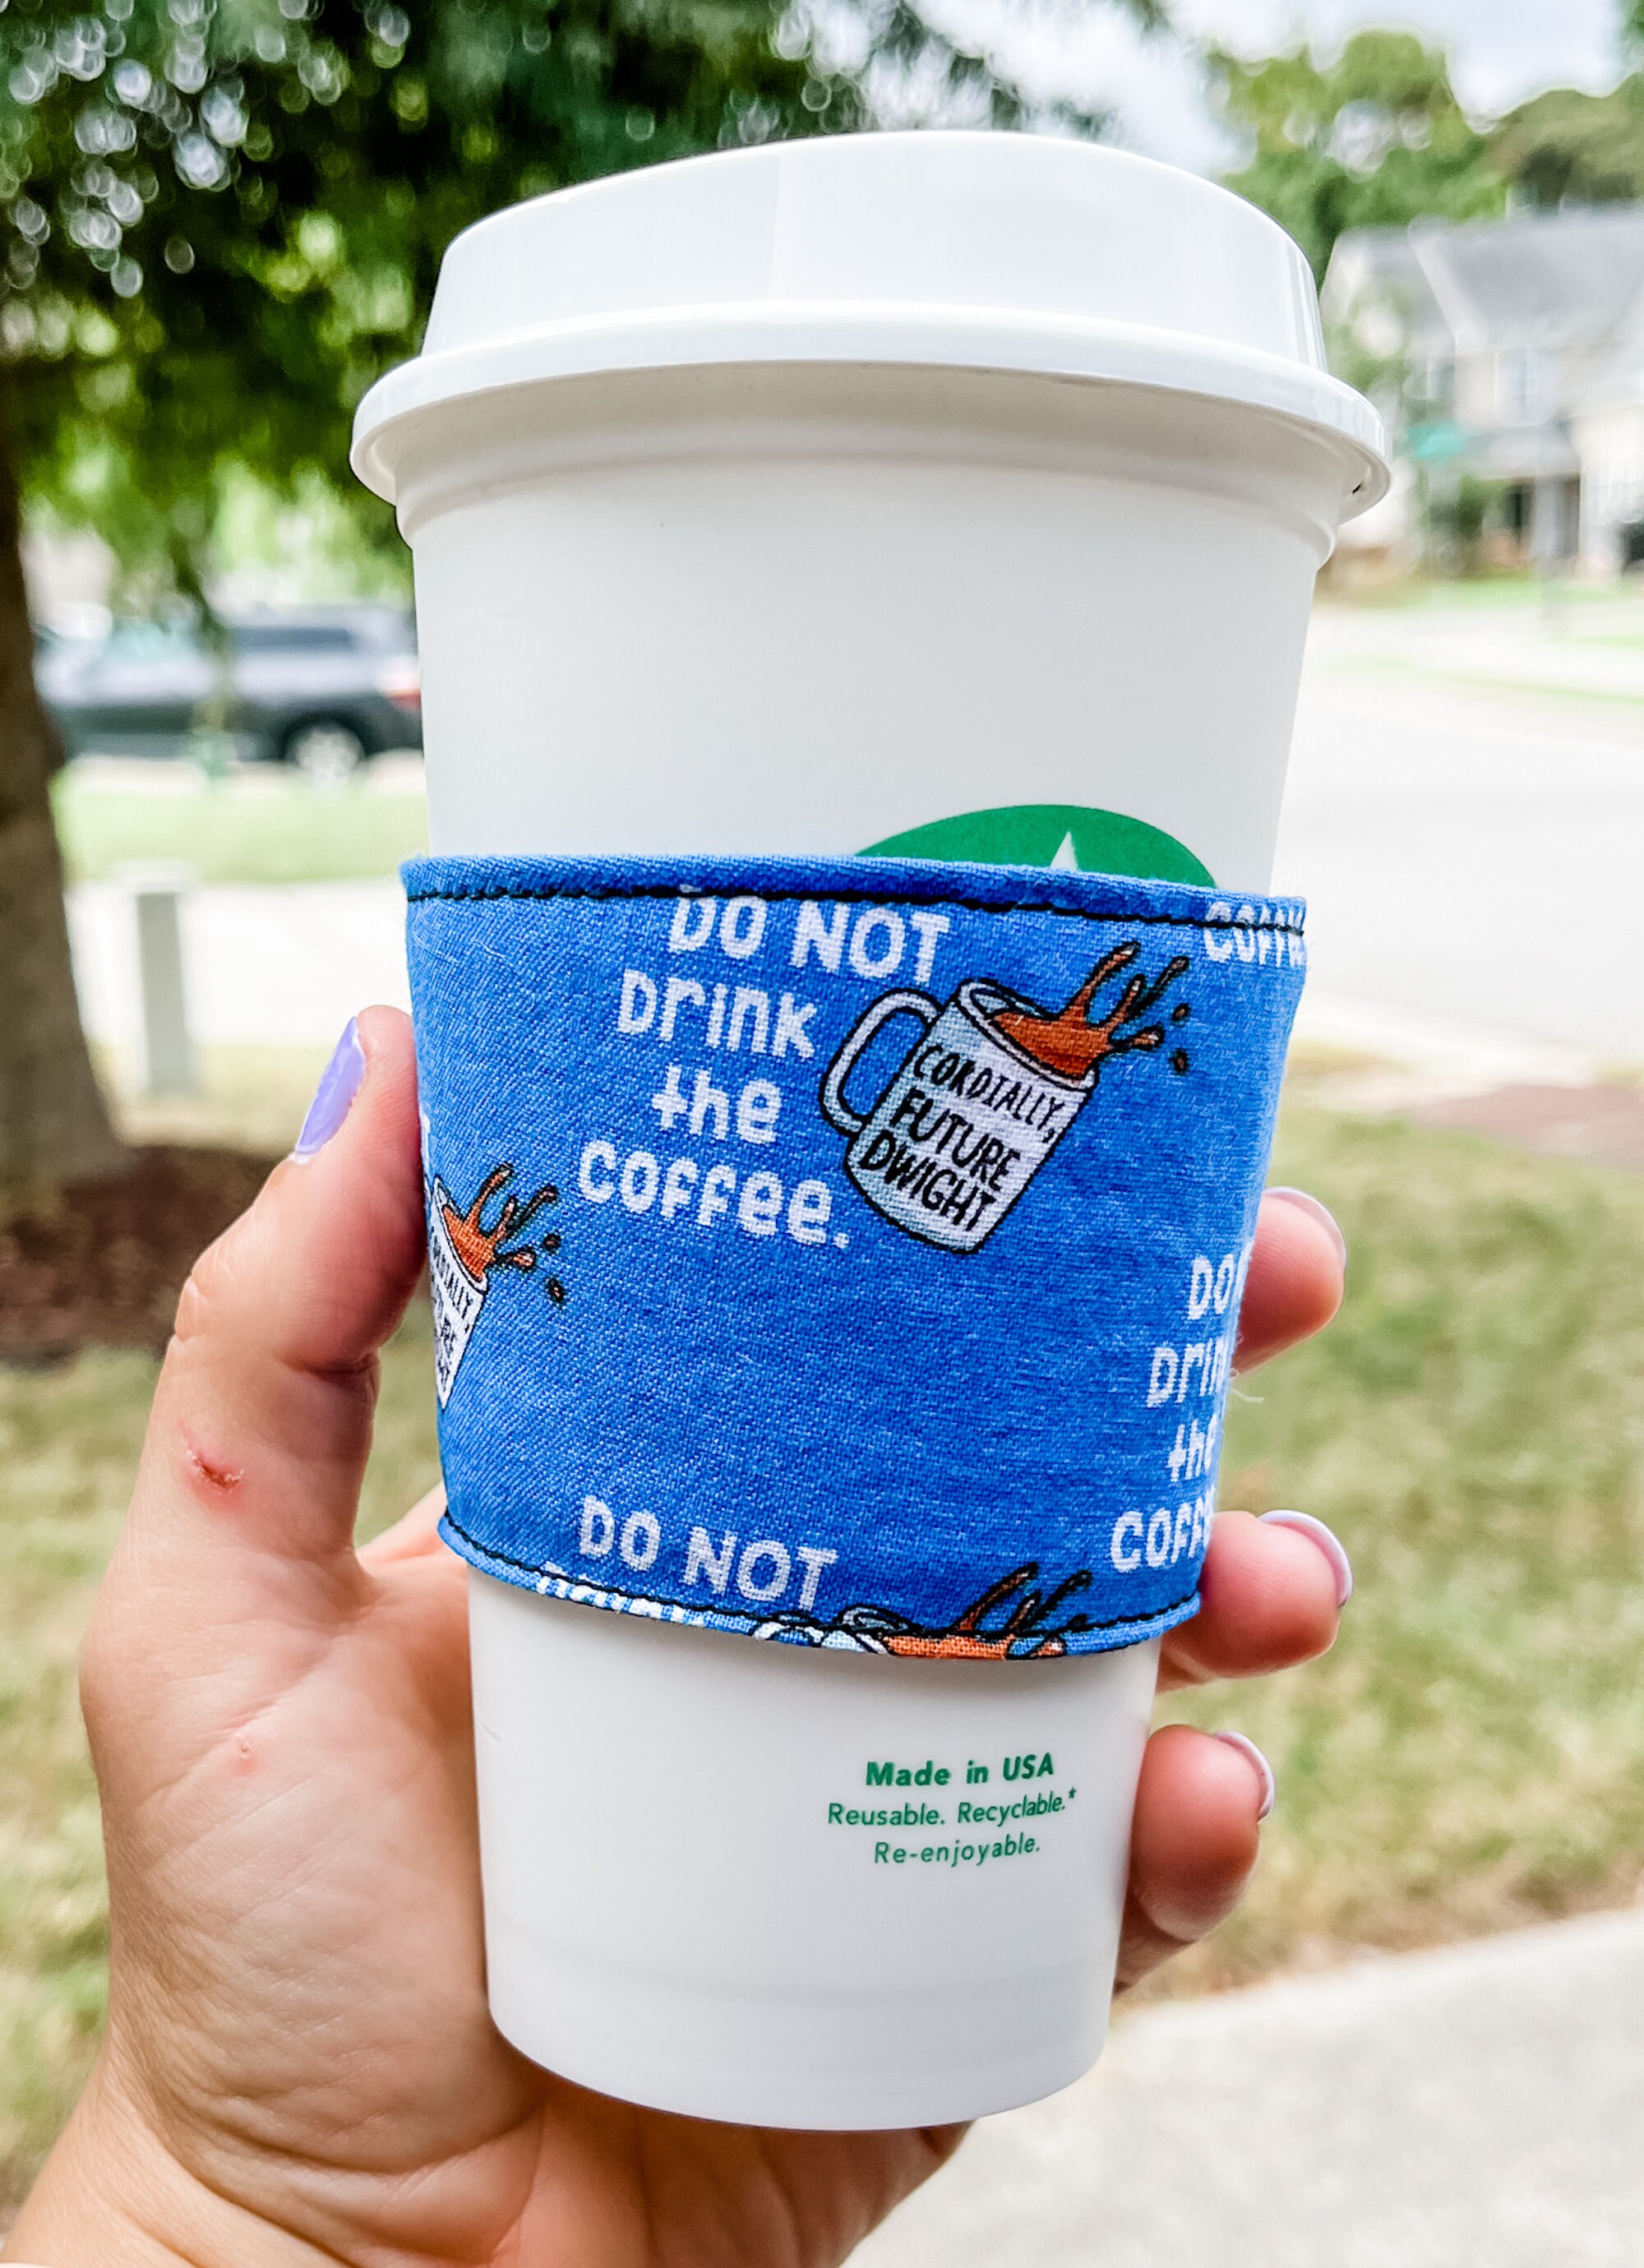 DO NOT
Drink
the
coffee.
CORDIALLY,
FUTURE
DWIGHT
DO NOT
Made in USA
Reusable. Recyclable.*
Re-enjoyable.